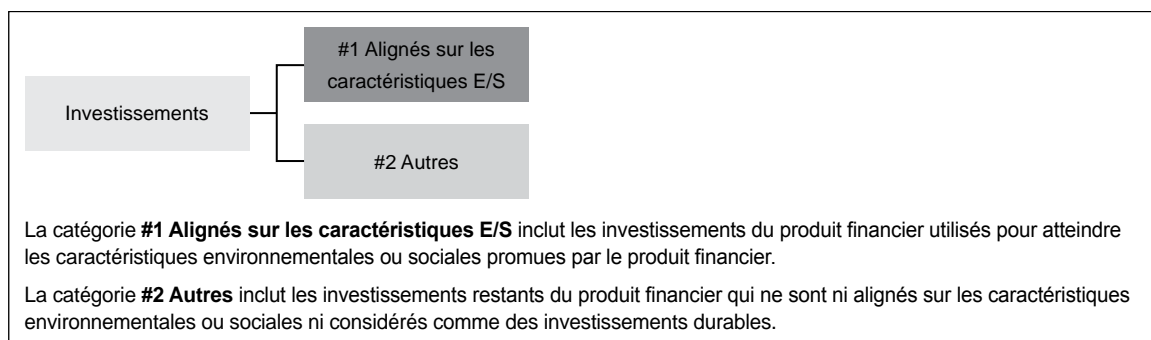 #1 Alignés sur les
caractéristiques E/S
Investissements
#2 Autres
La catégorie #1 Alignés sur les caractéristiques E/S inclut les investissements du produit financier utilisés pour atteindre
les caractéristiques environnementales ou sociales promues par le produit financier.
La catégorie #2 Autres inclut les investissements restants du produit financier qui ne sont ni alignés sur les caractéristiques
environnementales ou sociales ni considérés comme des investissements durables.